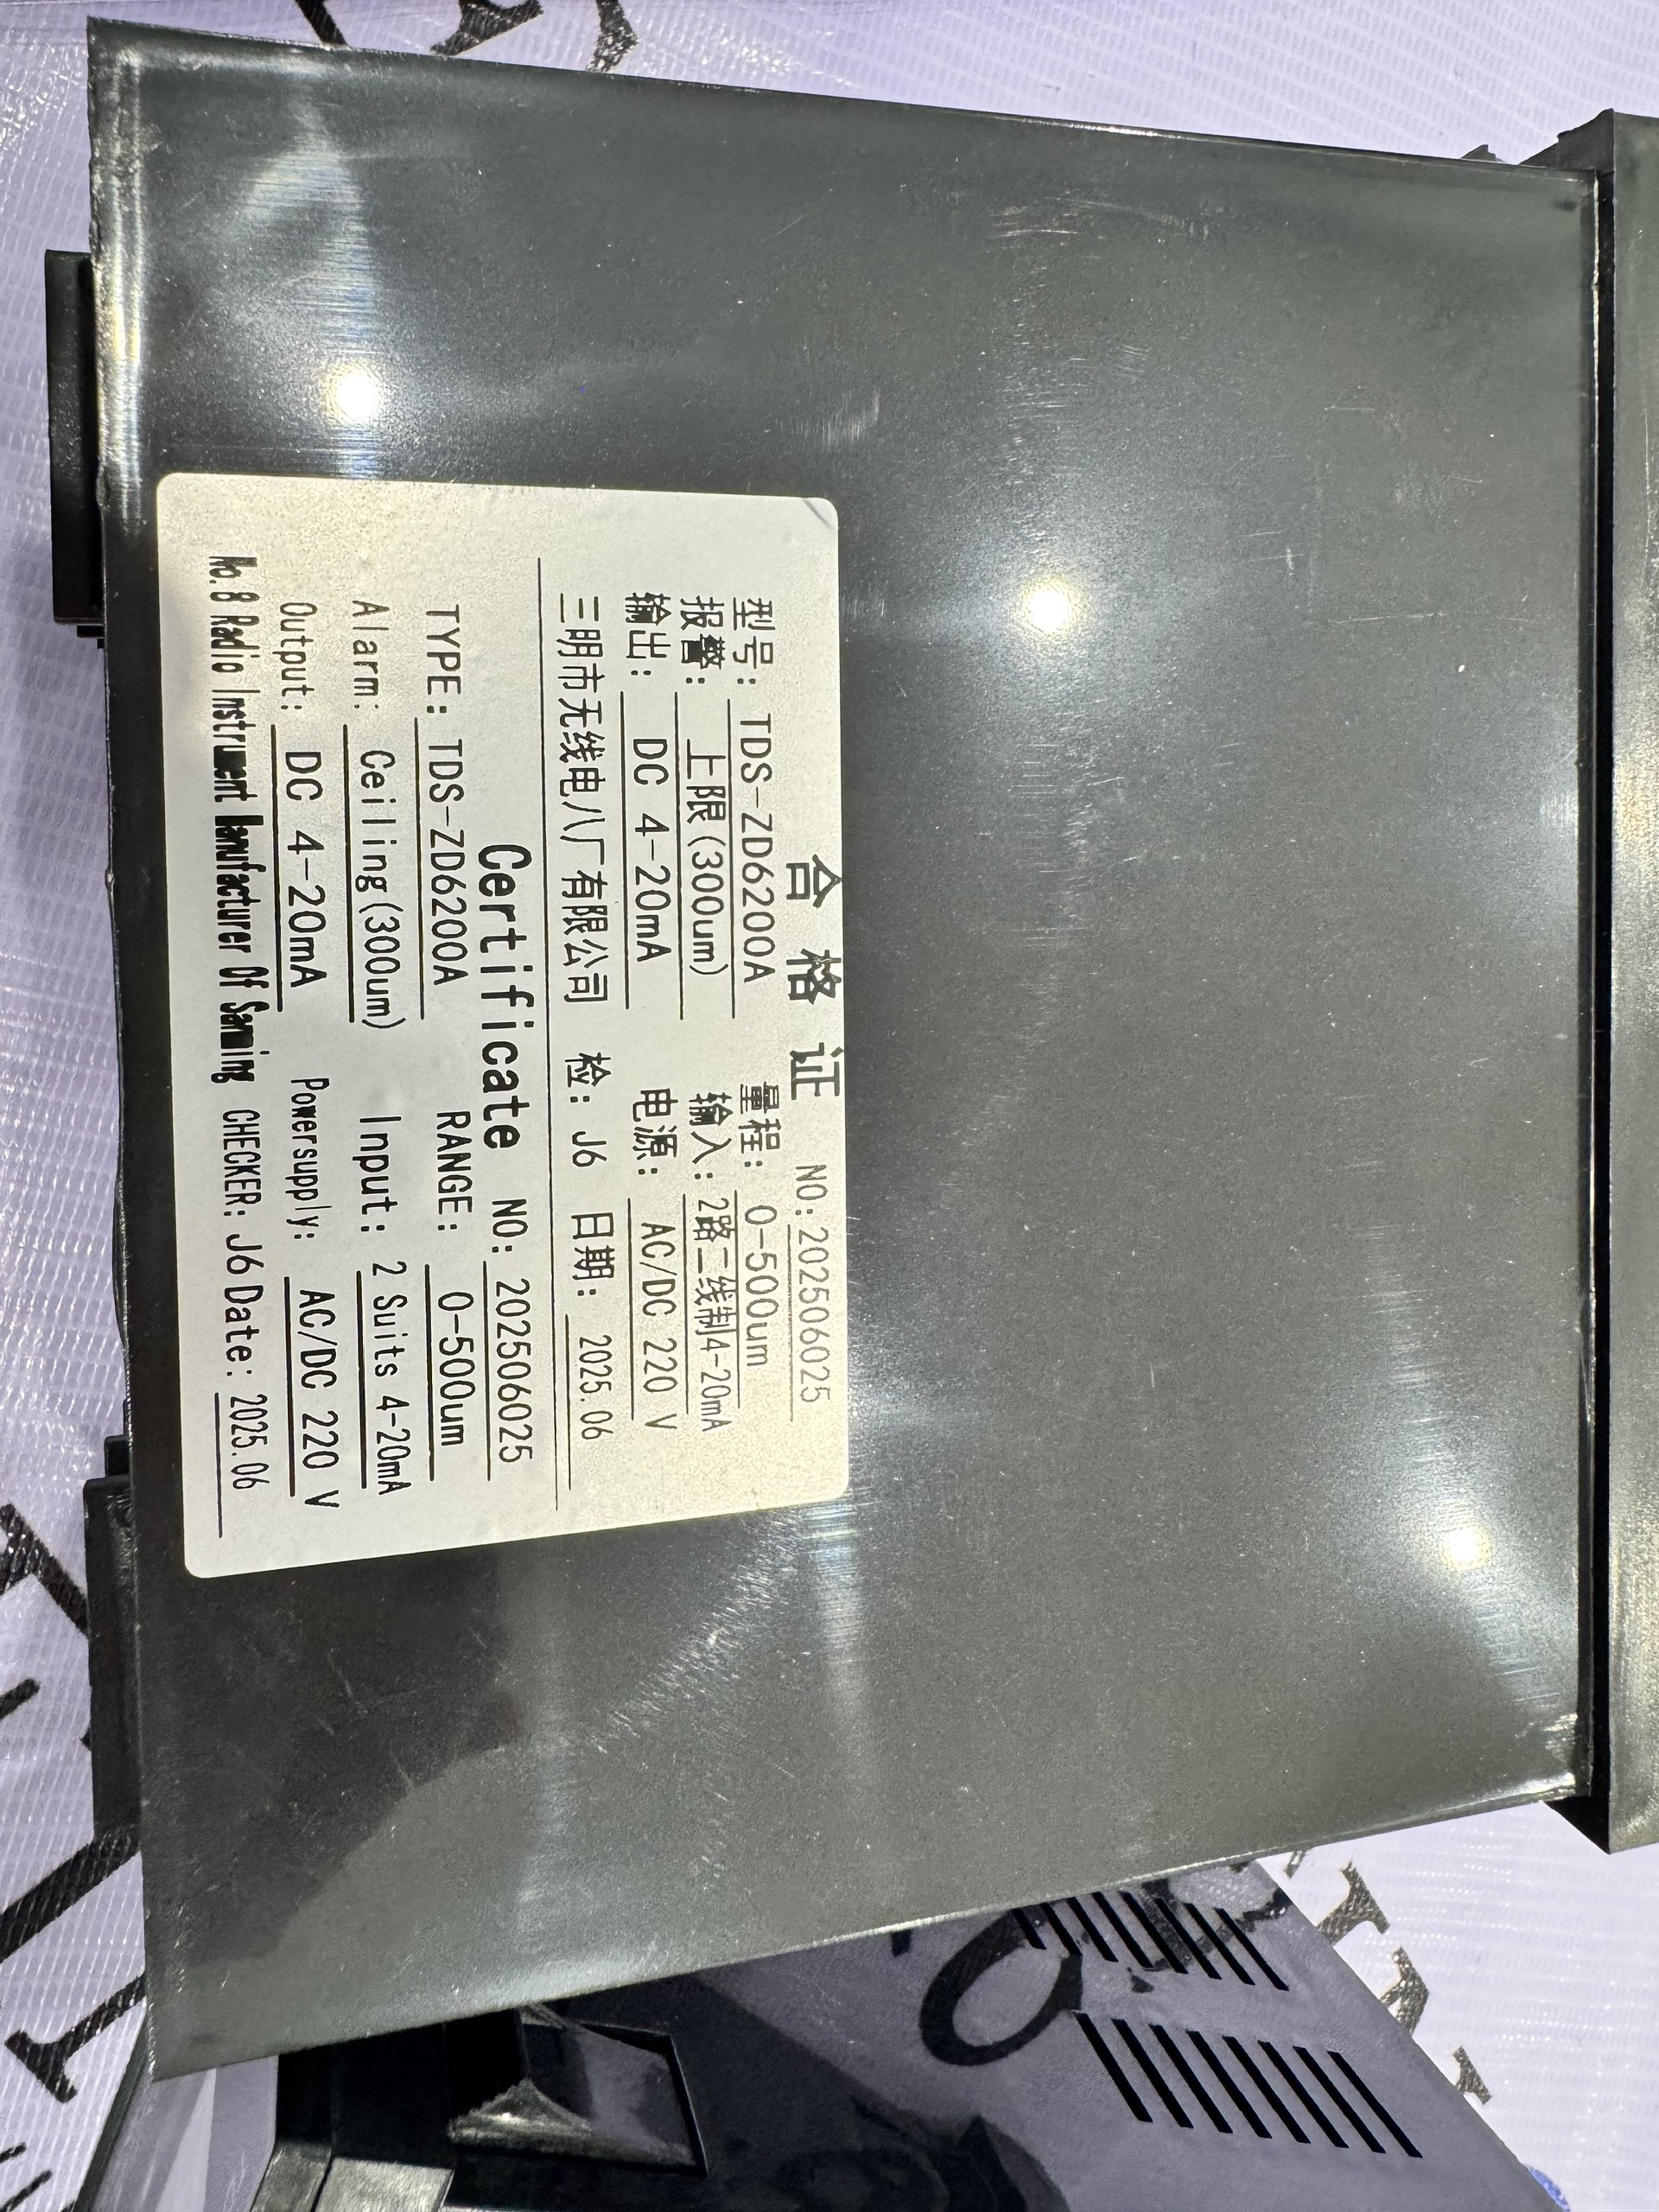 合格证 NO: 202506025
型号: TDS-ZD6200A 量程: 0-500um
报警: 上限(300um) 输入: 2路二线制4-20mA
输出: DC 4-20mA 电源: AC/DC 220 V
三明市无线电八厂有限公司 检: J6 日期: 2025.06
Certificate NO: 202506025
TYPE: TDS-ZD6200A RANGE: 0-500um
Alarm: Ceiling(300um) Input: 2 Suits 4-20mA
Output: DC 4-20mA Powersupply: AC/DC 220 V
No.8 Radio Instrument Manufacturer Of Sanming CHECKER: J6 Date: 2025.06